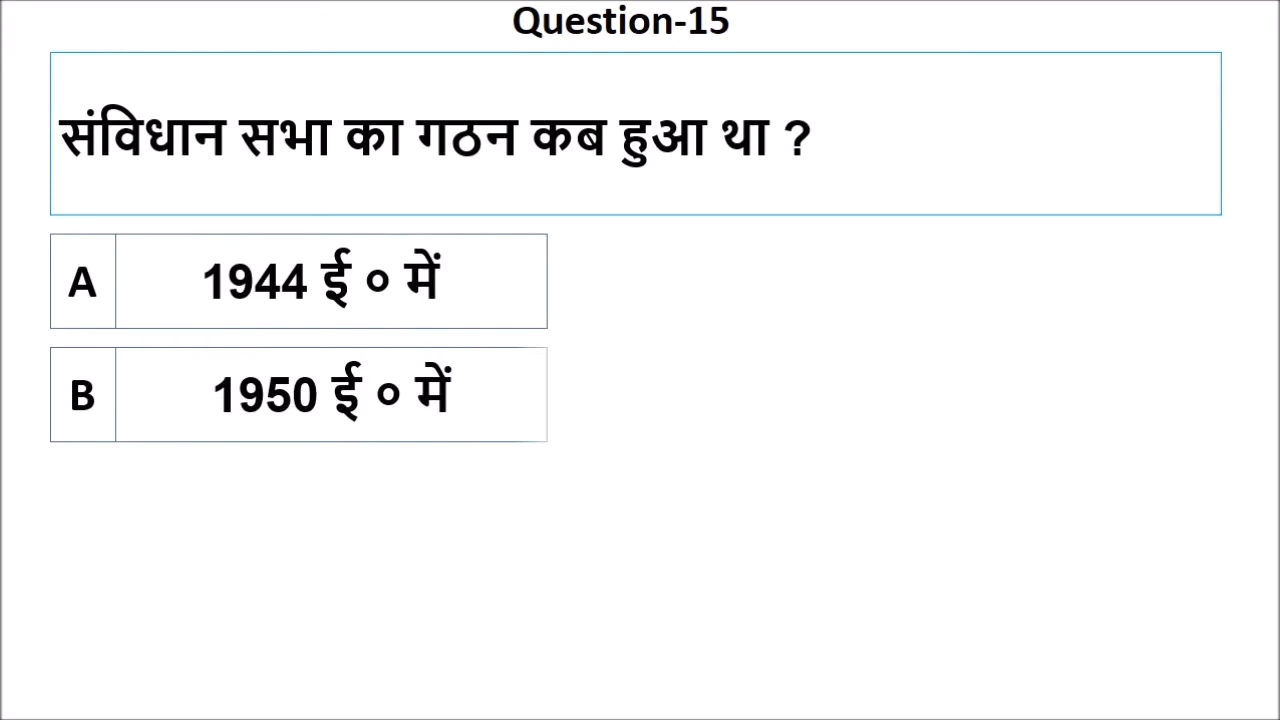 Question-15
संविधान सभा का गठन कब हुआ था ?
A 1944 ई ० में
B 1950 ई ० में